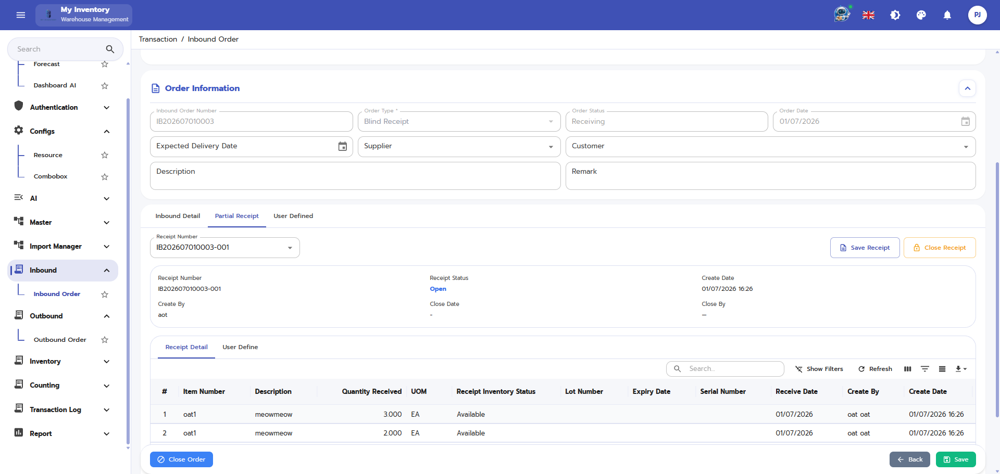 My Inventory
Warehouse Management
PJ
Transaction / Inbound Order
Search
Forecast
Dashboard AI
Authentication
Configs
Resource
Combobox
AI
Master
Import Manager
Inbound
Inbound Order
Outbound
Outbound Order
Inventory
Counting
Transaction Log
Report
Order Information
Inbound Order Number
IB202607010003
Order Type *
Blind Receipt
Order Status
Receiving
Order Date
01/07/2026
Expected Delivery Date
Supplier
Customer
Description
Remark
Inbound Detail
Partial Receipt
User Defined
Receipt Number
IB202607010003-001
Save Receipt
Close Receipt
Receipt Number
IB202607010003-001
Receipt Status
Open
Create Date
01/07/2026 16:26
Create By
aot
Close Date
-
Close By
—
Receipt Detail
User Define
Search...
Show Filters
Refresh
# Item Number Description Quantity Received UOM Receipt Inventory Status Lot Number Expiry Date Serial Number Receive Date Create By Create Date
1 oat1 meowmeow 3.000 EA Available 01/07/2026 oat oat 01/07/2026 16:26
2 oat1 meowmeow 2.000 EA Available 01/07/2026 oat oat 01/07/2026 16:26
Close Order
Back
Save